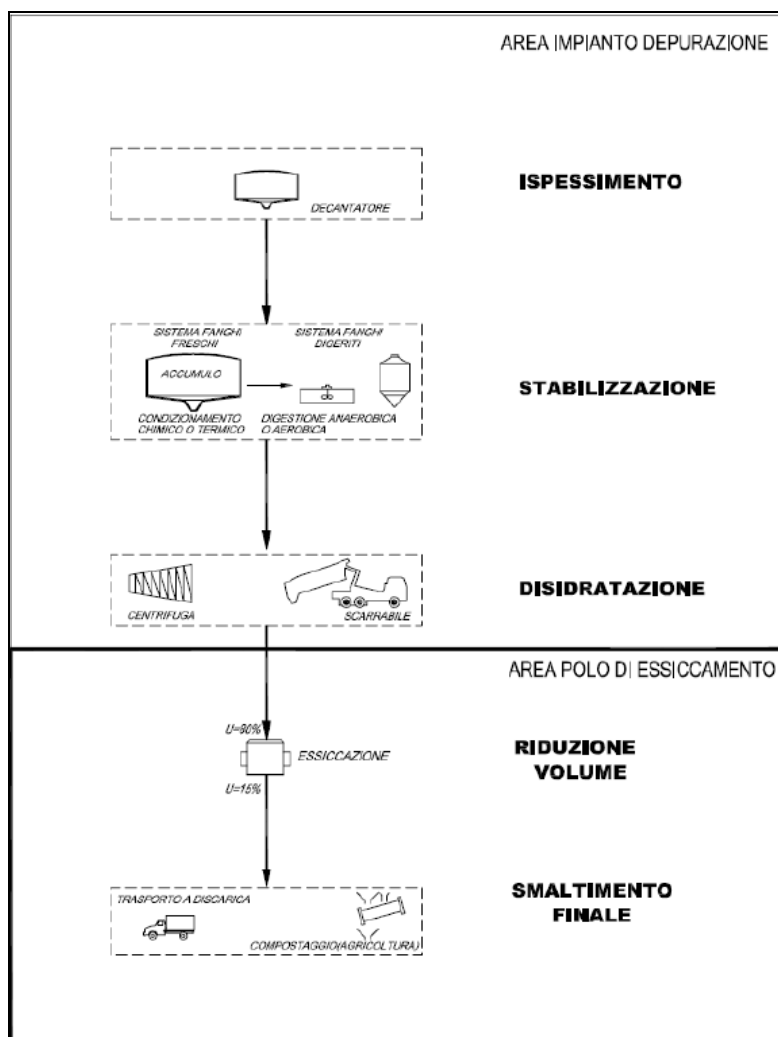 AREA IMPIANTO DEPURAZIONE
ISPESSIMENTO
DECANTATORE
SISTEMA FANGHI
FRESCHI
SISTEMA FANGHI
DIGERITI
ACCUMULO
STABILIZZAZIONE
CONDIZIONAMENTO
CHIMICO O TERMICO
DIGESTIONE ANAEROBICA
O AEROBICA
DISIDRATAZIONE
CENTRIFUGA
SCARRABILE
AREA POLO DI ESSICCAMENTO
U=90%
ESSICCAZIONE
RIDUZIONE
VOLUME
U=15%
SMALTIMENTO
FINALE
TRASPORTO A DISCARICA
COMPOSTAGGIO(AGRICOLTURA)